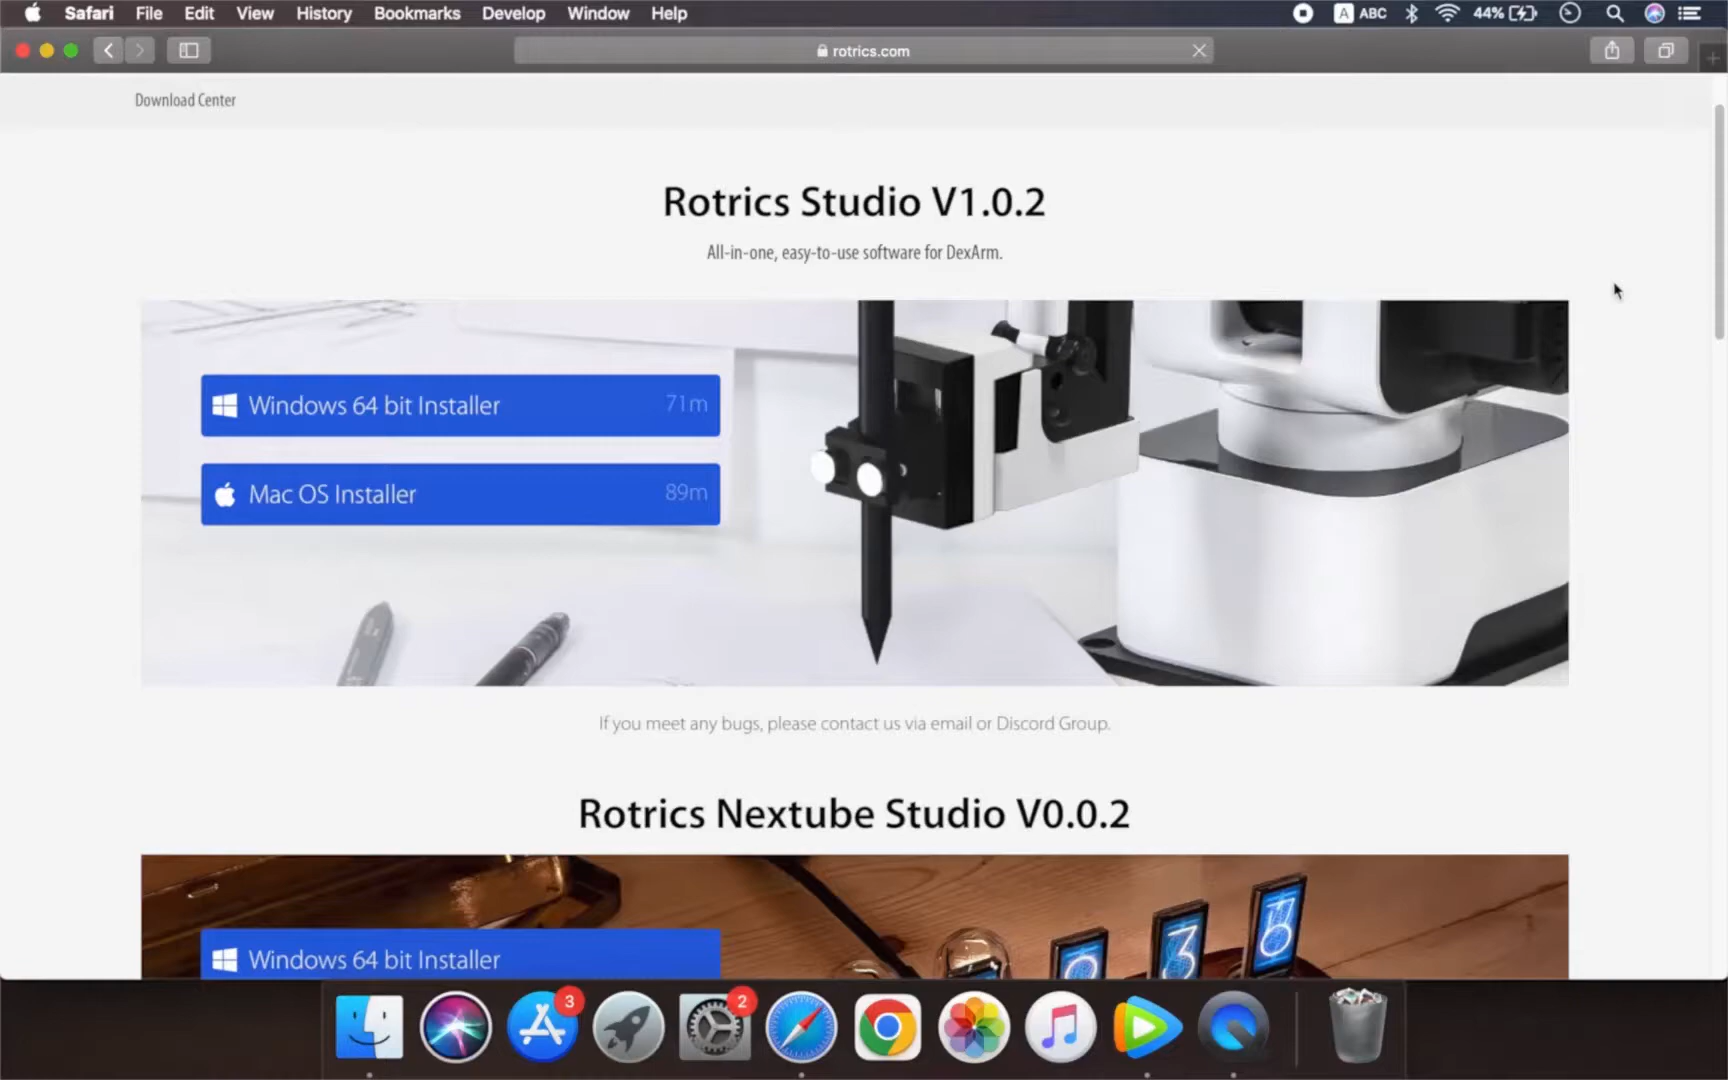 Safari File Edit View History Bookmarks Develop Window Help A ABC 44%
rotrics.com
Download Center
Rotrics Studio V1.0.2
All-in-one, easy-to-use software for DexArm.
Windows 64 bit Installer 71m
Mac OS Installer 89m
If you meet any bugs, please contact us via email or Discord Group.
Rotrics Nextube Studio V0.0.2
Windows 64 bit Installer
0 3 6
3 2